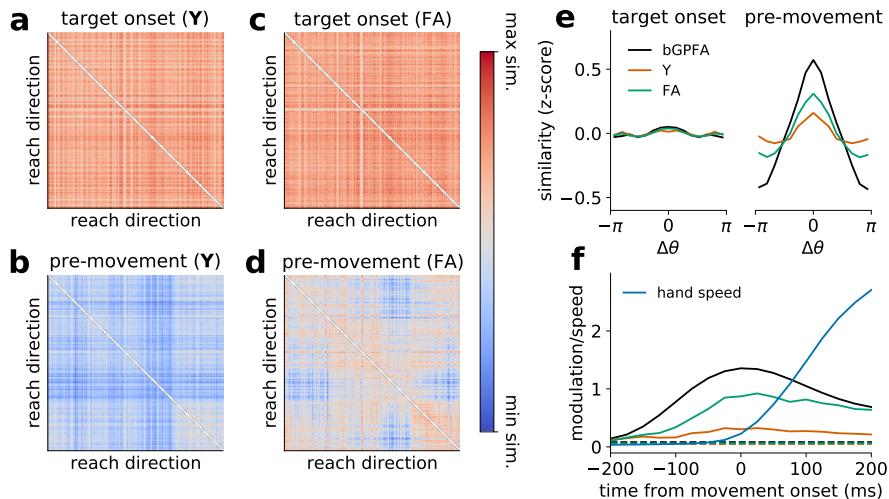 a
target onset (Y)
reach direction
reach direction
b
pre-movement (Y)
reach direction
reach direction
c
target onset (FA)
reach direction
reach direction
d
pre-movement (FA)
reach direction
reach direction
max sim.
min sim.
e
target onset
pre-movement
bGPFA
Y
FA
similarity (z-score)
0.5
0.0
−0.5
−π
0
π
Δθ
−π
0
π
Δθ
f
hand speed
modulation/speed
2
1
0
−200
−100
0
100
200
time from movement onset (ms)